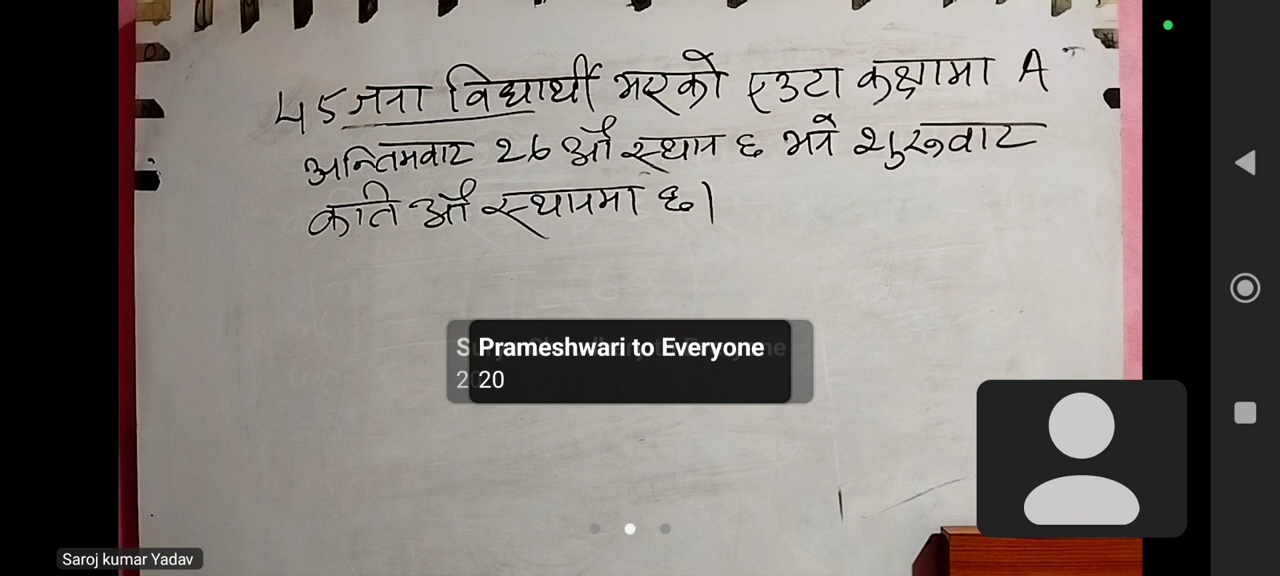 45 जना विद्यार्थी भएको एउटा कक्षामा A
अन्तिमबाट 26 औं स्थान छ भने शुरूवाट
कति औं स्थानमा छ।
Prameshwari to Everyone
20
Saroj kumar Yadav